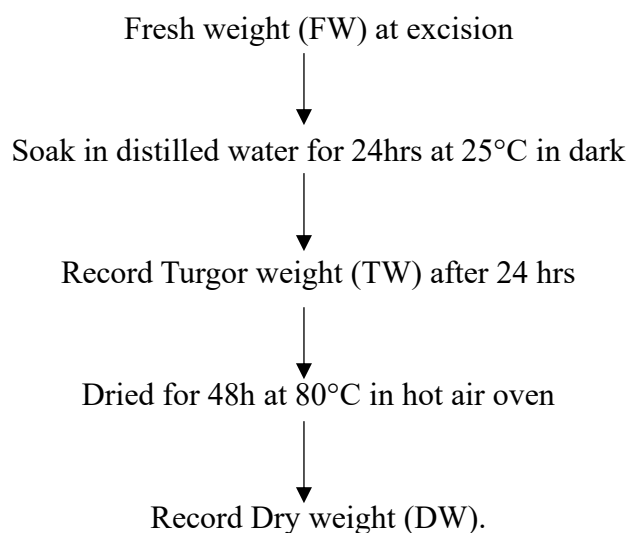 Fresh weight (FW) at excision
Soak in distilled water for 24hrs at 25°C in dark
Record Turgor weight (TW) after 24 hrs
Dried for 48h at 80°C in hot air oven
Record Dry weight (DW).